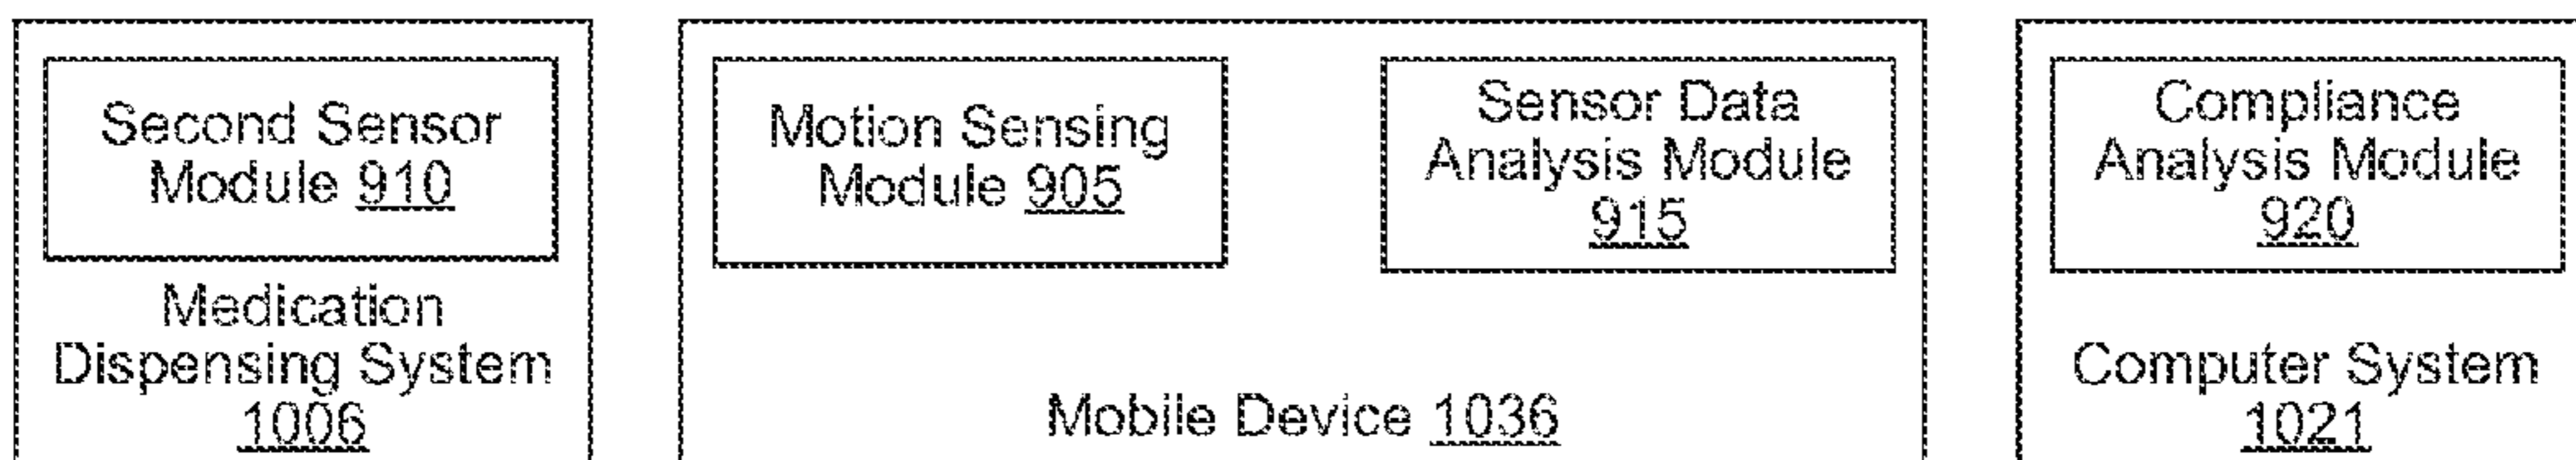 Second Sensor
Module 910
Medication
Dispensing System
1006
Motion Sensing
Module 905
Sensor Data
Analysis Module
915
Mobile Device 1036
Compliance
Analysis Module
920
Computer System
1021